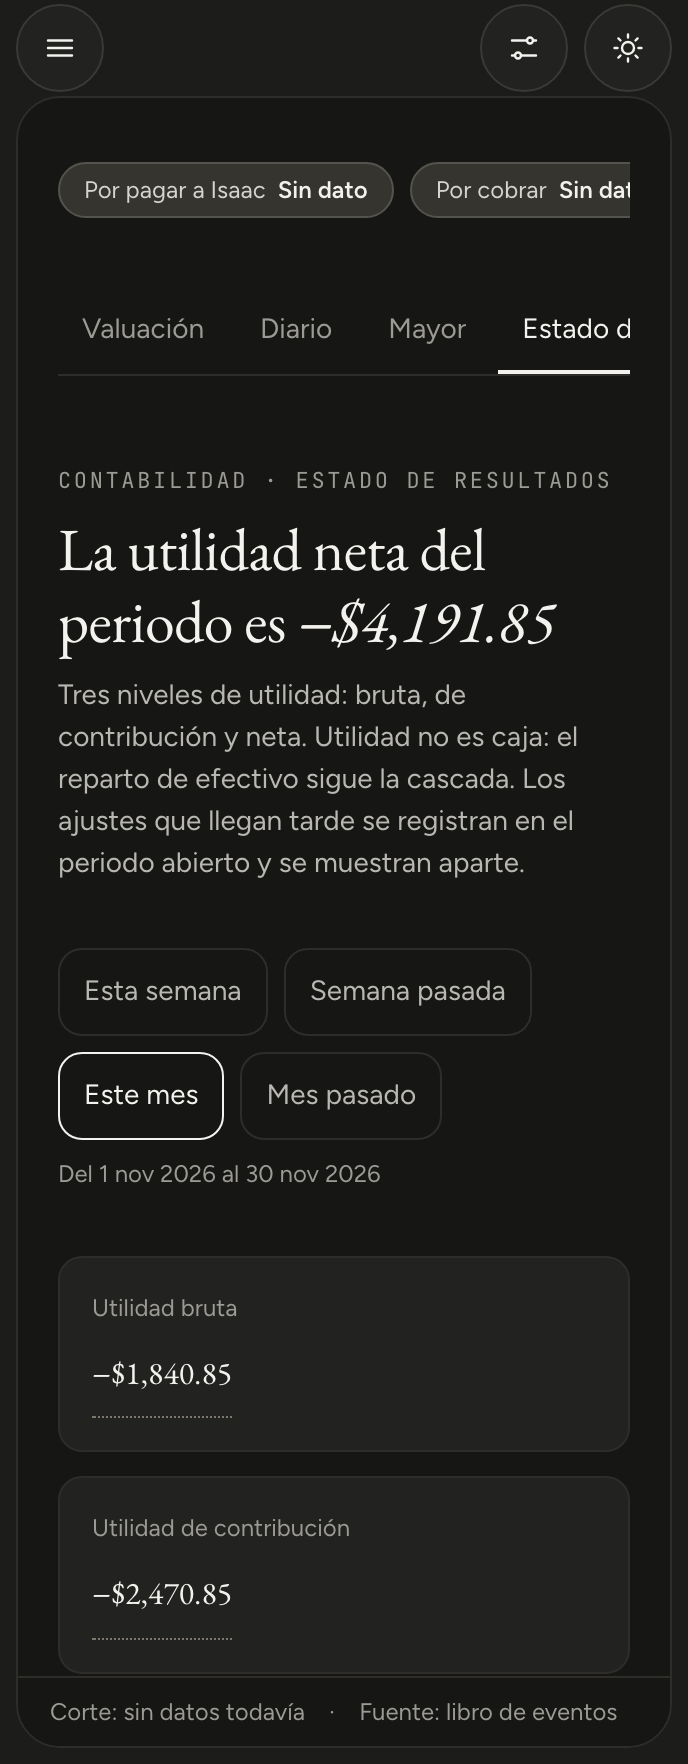 Por pagar a Isaac Sin dato
Por cobrar Sin dat
Valuación Diario Mayor Estado d
CONTABILIDAD · ESTADO DE RESULTADOS
La utilidad neta del
periodo es −$4,191.85
Tres niveles de utilidad: bruta, de
contribución y neta. Utilidad no es caja: el
reparto de efectivo sigue la cascada. Los
ajustes que llegan tarde se registran en el
periodo abierto y se muestran aparte.
Esta semana
Semana pasada
Este mes
Mes pasado
Del 1 nov 2026 al 30 nov 2026
Utilidad bruta
−$1,840.85
Utilidad de contribución
−$2,470.85
Corte: sin datos todavía · Fuente: libro de eventos